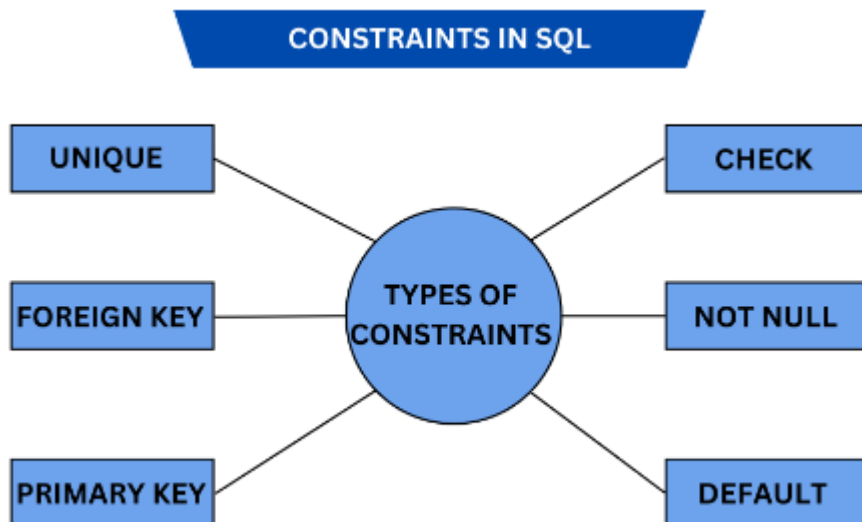 CONSTRAINTS IN SQL
UNIQUE
CHECK
FOREIGN KEY
TYPES OF
CONSTRAINTS
NOT NULL
PRIMARY KEY
DEFAULT